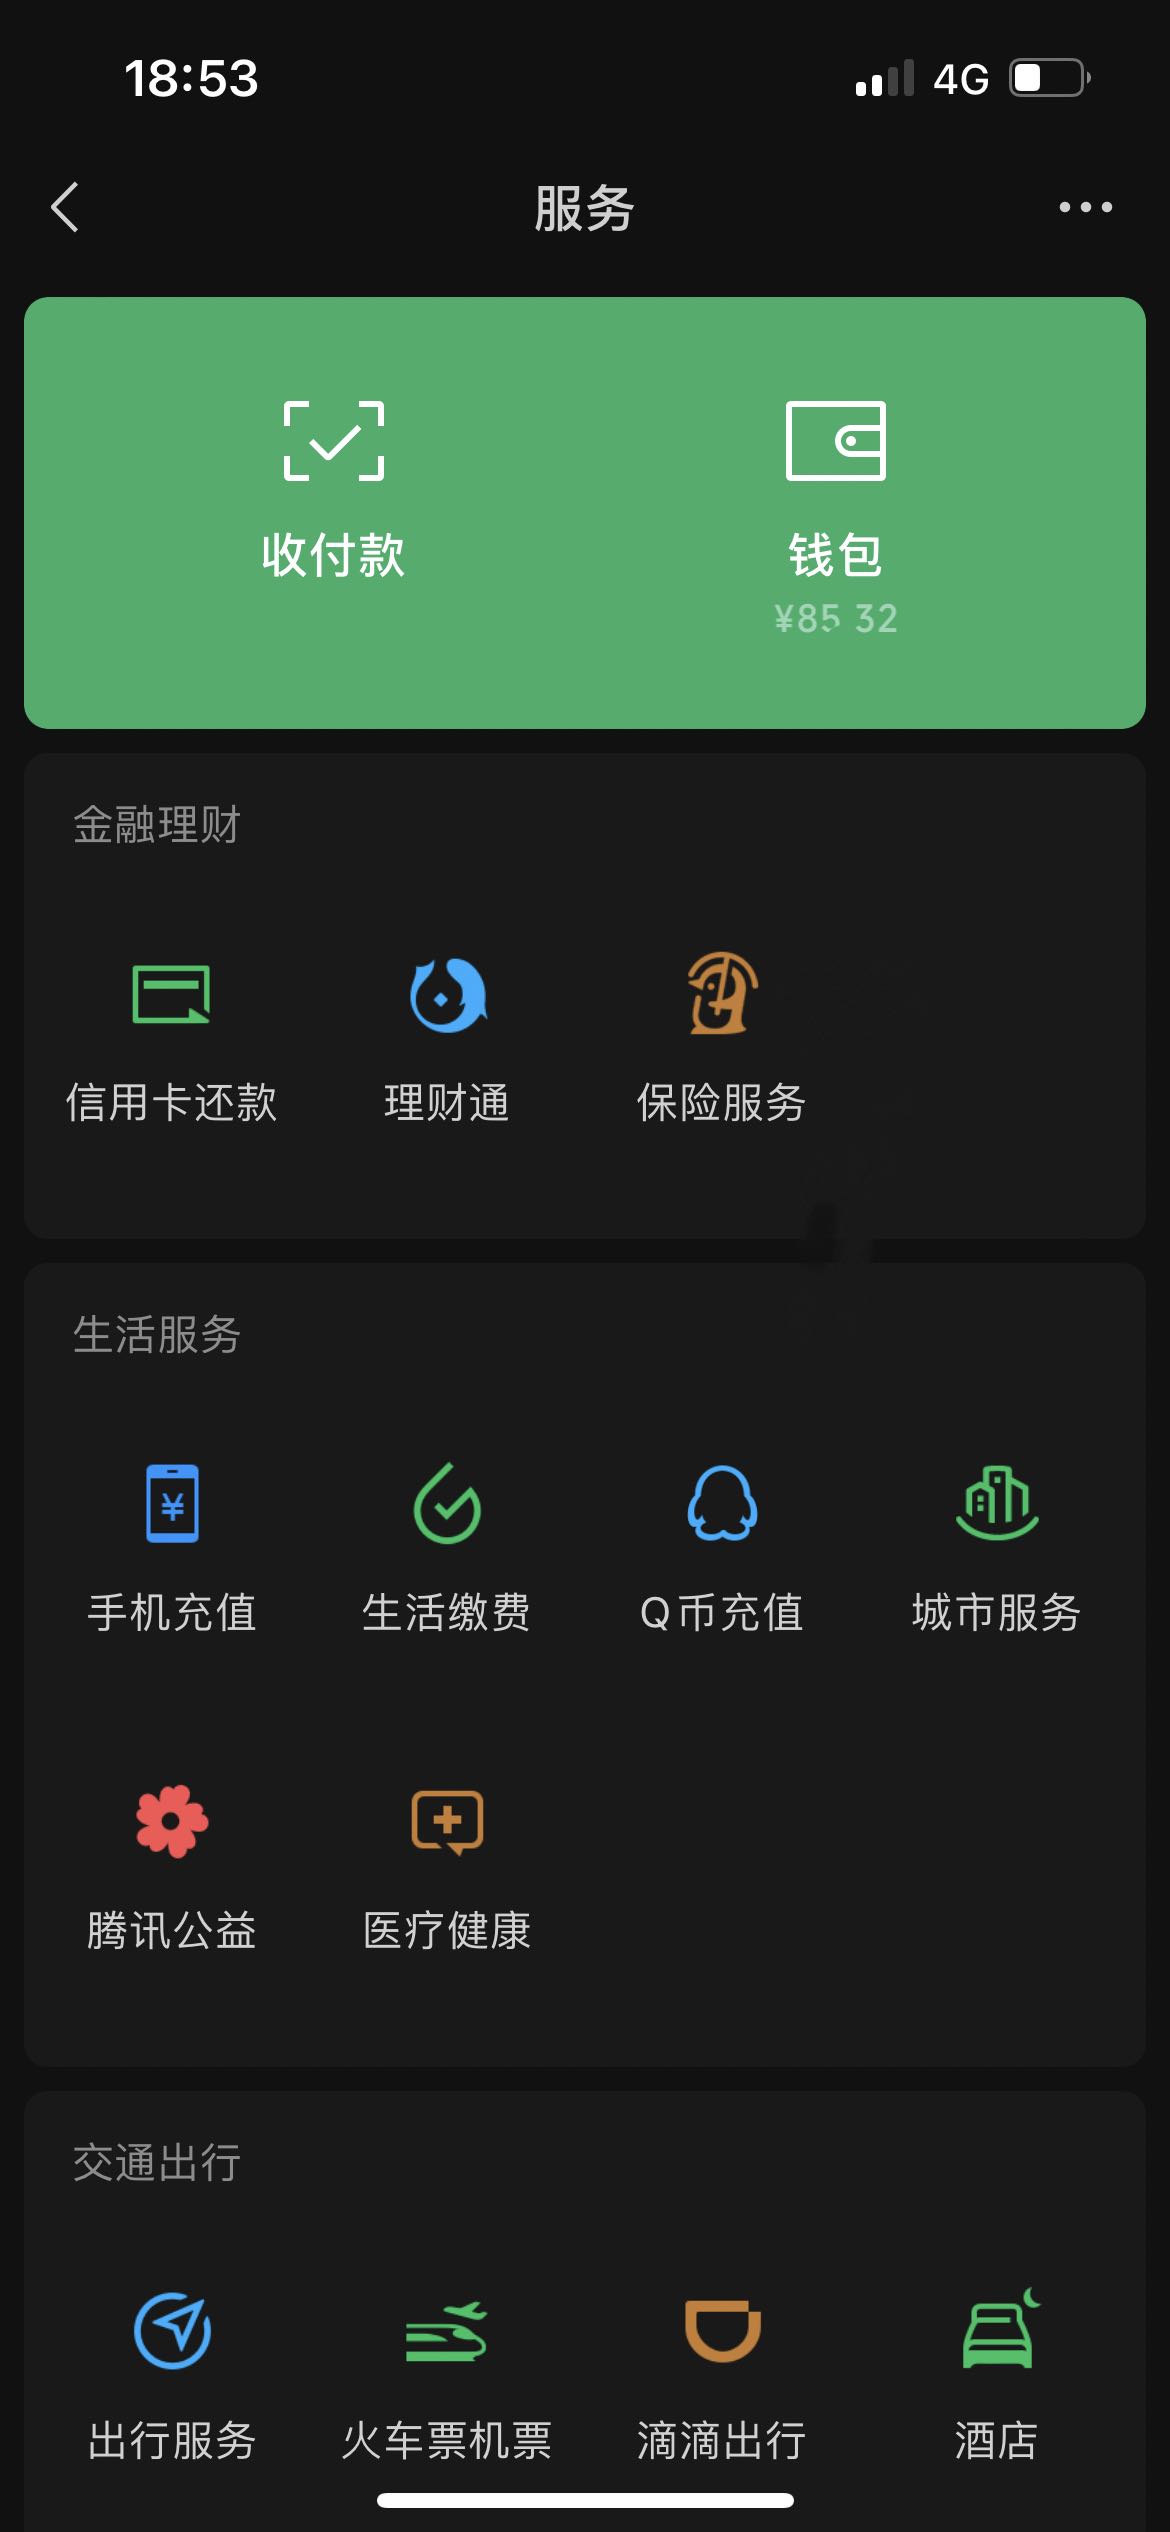 18:53 4G
服务
收付款 钱包
¥85 32
金融理财
信用卡还款 理财通 保险服务
生活服务
¥
手机充值 生活缴费 Q币充值 城市服务
腾讯公益 医疗健康
交通出行
出行服务 火车票机票 滴滴出行 酒店